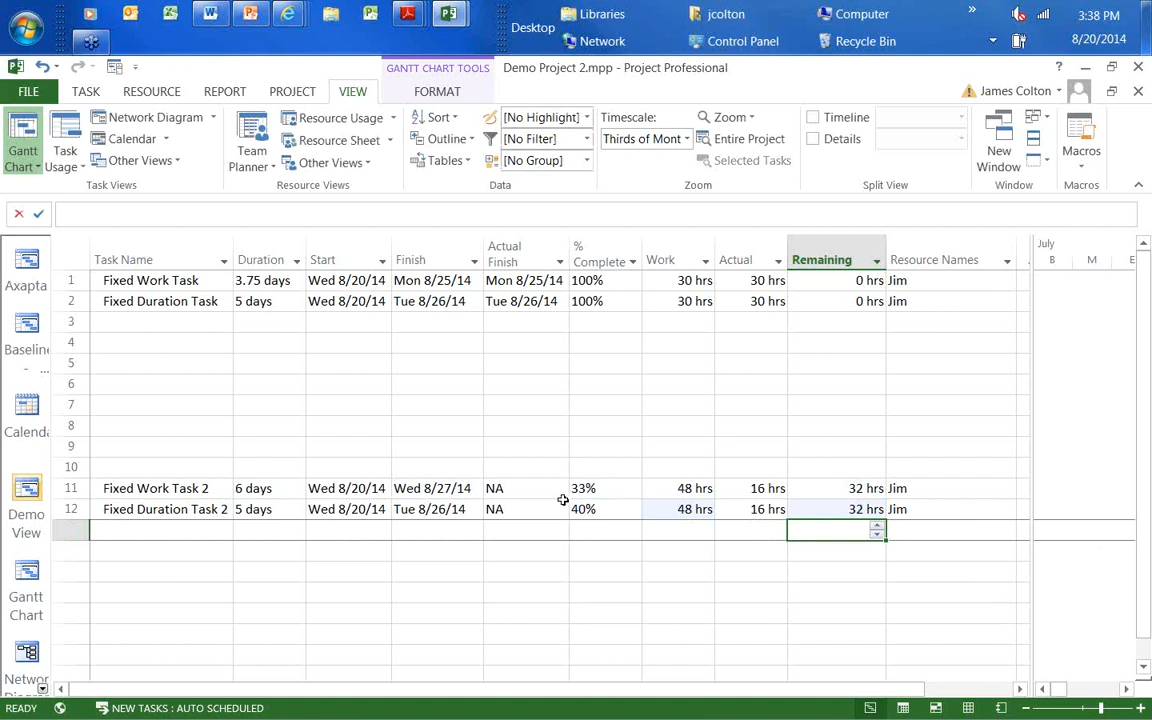 Libraries
jcolton
Computer
»
3:38 PM
Desktop
Network
Control Panel
Recycle Bin
8/20/2014
GANTT CHART TOOLS
Demo Project 2.mpp - Project Professional
FILE
TASK
RESOURCE
REPORT
PROJECT
VIEW
FORMAT
James Colton
Gantt Chart
Task Usage
Network Diagram
Calendar
Other Views
Task Views
Team Planner
Resource Usage
Resource Sheet
Other Views
Resource Views
Sort
Outline
Tables
[No Highlight]
[No Filter]
[No Group]
Data
Timescale:
Thirds of Mont
Zoom
Entire Project
Selected Tasks
Zoom
Timeline
Details
Split View
New Window
Window
Macros
Macros
Task Name
Duration
Start
Finish
Actual Finish
% Complete
Work
Actual
Remaining
Resource Names
July
B M E
1 Fixed Work Task 3.75 days Wed 8/20/14 Mon 8/25/14 Mon 8/25/14 100% 30 hrs 30 hrs 0 hrs Jim
2 Fixed Duration Task 5 days Wed 8/20/14 Tue 8/26/14 Tue 8/26/14 100% 30 hrs 30 hrs 0 hrs Jim
3
4
5
6
7
8
9
10
11 Fixed Work Task 2 6 days Wed 8/20/14 Wed 8/27/14 NA 33% 48 hrs 16 hrs 32 hrs Jim
12 Fixed Duration Task 2 5 days Wed 8/20/14 Tue 8/26/14 NA 40% 48 hrs 16 hrs 32 hrs Jim
Axapta
Baseline
- ...
Calenda
Demo
View
Gantt
Chart
Networ
READY
NEW TASKS : AUTO SCHEDULED